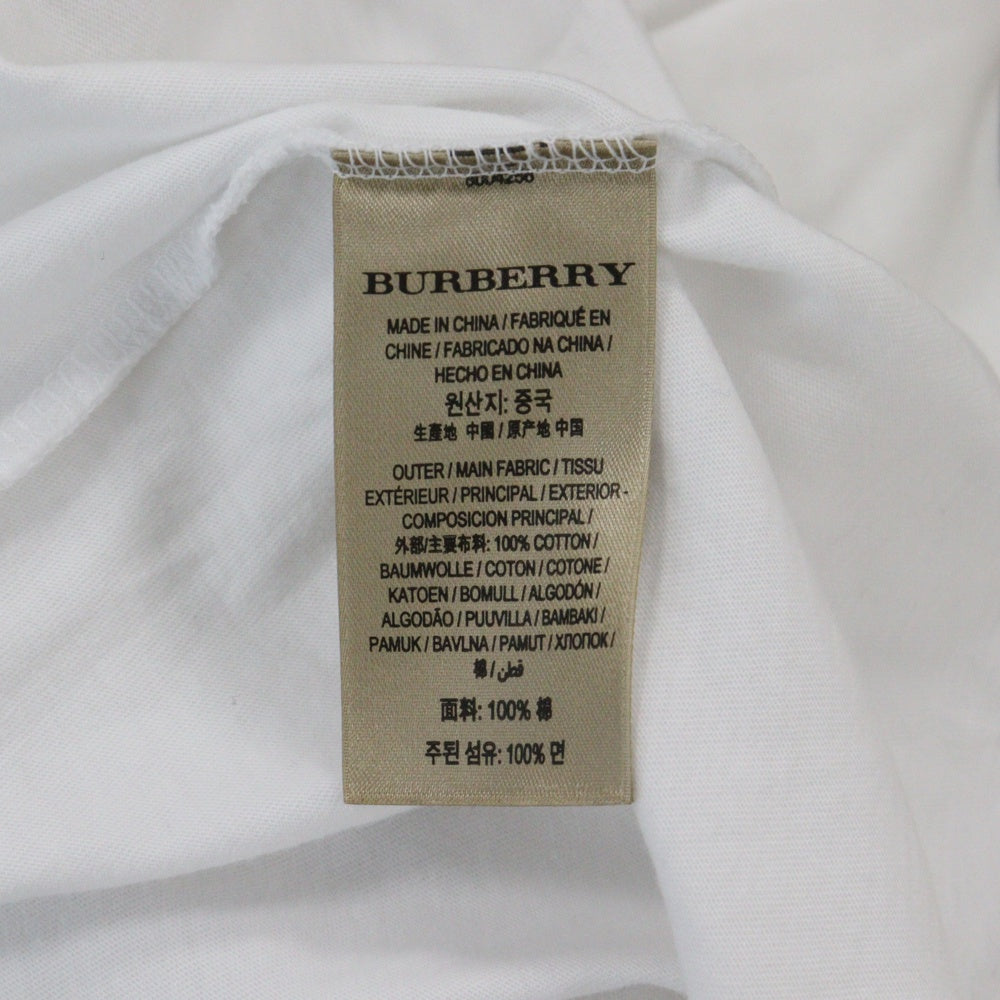 BURBERRY
MADE IN CHINA / FABRIQUÉ EN
CHINE / FABRICADO NA CHINA /
HECHO EN CHINA
원산지: 중국
生產地 中國 / 原产地 中国
OUTER / MAIN FABRIC / TISSU
EXTÉRIEUR / PRINCIPAL / EXTERIOR -
COMPOSICION PRINCIPAL /
外部/主要布料: 100% COTTON /
BAUMWOLLE / COTON / COTONE /
KATOEN / BOMULL / ALGODÓN /
ALGODÃO / PUUVILLA / BAMBAKI /
PAMUK / BAVLNA / PAMUT / ХЛОПОК /
棉 / قطن
面料: 100% 棉
주된 섬유: 100% 면